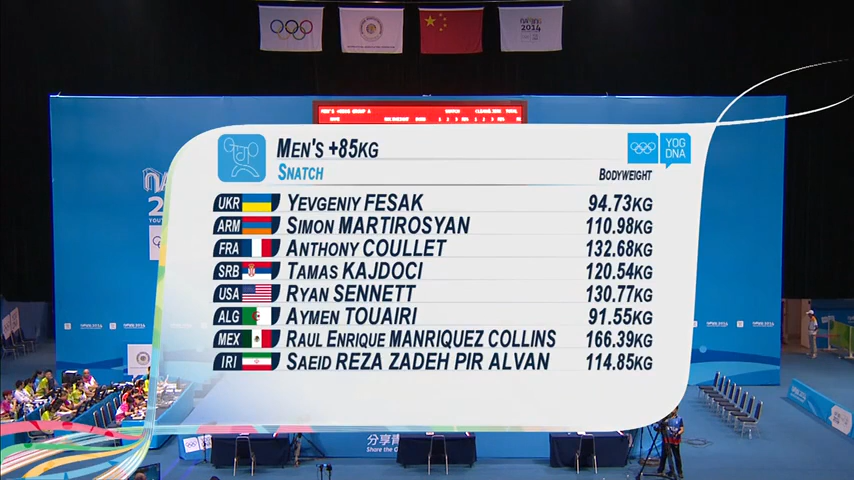 NANJING 2014
MEN'S +85KG
SNATCH
YOG DNA
BODYWEIGHT
UKR YEVGENIY FESAK 94.73KG
ARM SIMON MARTIROSYAN 110.98KG
FRA ANTHONY COULLET 132.68KG
SRB TAMAS KAJDOCI 120.54KG
USA RYAN SENNETT 130.77KG
ALG AYMEN TOUAIRI 91.55KG
MEX RAUL ENRIQUE MANRIQUEZ COLLINS 166.39KG
IRI SAEID REZA ZADEH PIR ALVAN 114.85KG
分享青
Share the